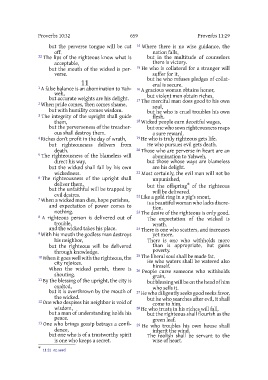 Proverbs 10:32
659
Proverbs 11:29
but the perverse tongue will be cut
off.
32 The lips of the righteous know what is
acceptable,
but the mouth of the wicked is per-
verse.
11
1 A false balance is an abomination to Yah-
weh,
but accurate weights are his delight.
2 When pride comes, then comes shame,
but with humility comes wisdom.
3 The integrity of the upright shall guide
them,
but the perverseness of the treacher-
ous shall destroy them.
4 Riches don't profit in the day of wrath,
but righteousness delivers from
death.
5 The righteousness of the blameless will
direct his way,
but the wicked shall fall by his own
wickedness.
6 The righteousness of the upright shall
deliver them,
but the unfaithful will be trapped by
evil desires.
7 When a wicked man dies, hope perishes,
and expectation of power comes to
nothing.
8 A righteous person is delivered out of
trouble,
and the wicked takes his place.
9 With his mouth the godless man destroys
his neighbor,
but the righteous will be delivered
through knowledge.
10 When it goes well with the righteous, the
city rejoices.
When the wicked perish, there is
shouting.
11 By the blessing of the upright, the city is
exalted,
but it is overthrown by the mouth of
the wicked.
12 One who despises his neighbor is void of
wisdom,
but a man of understanding holds his
peace.
13 One who brings gossip betrays a confi-
dence,
but one who is of a trustworthy spirit
is one who keeps a secret.
14 Where there is no wise guidance, the
nation falls,
but in the multitude of counselors
there is victory.
15 He who is collateral for a stranger will
suffer for it,
but he who refuses pledges of collat-
eral is secure.
16 A gracious woman obtains honor,
but violent men obtain riches.
17 The merciful man does good to his own
soul,
but he who is cruel troubles his own
flesh.
18 Wicked people earn deceitful wages,
but one who sows righteousness reaps
a sure reward.
19 He who is truly righteous gets life.
He who pursues evil gets death.
20 Those who are perverse in heart are an
abomination to Yahweh,
but those whose ways are blameless
are his delight.
21 Most certainly, the evil man will not be
unpunished,
but the offspring of the righteous
will be delivered.
22 Like a gold ring in a pig's snout,
is a beautiful woman who lacks discre-
tion.
23 The desire of the righteous is only good.
The expectation of the wicked is
wrath.
24 There is one who scatters, and increases
yet more.
There is one who withholds more
than is appropriate, but gains
poverty.
25 The liberal soul shall be made fat.
He who waters shall be watered also
himself.
26 People curse someone who withholds
grain,
but blessing will be on the head of him
who sells it.
27 He who diligently seeks good seeks favor,
but he who searches after evil, it shall
come to him.
28 He who trusts in his riches will fall,
but the righteous shall flourish as the
green leaf.
29 He who troubles his own house shall
inherit the wind.
The foolish shall be servant to the
wise of heart.
11:21 or, seed